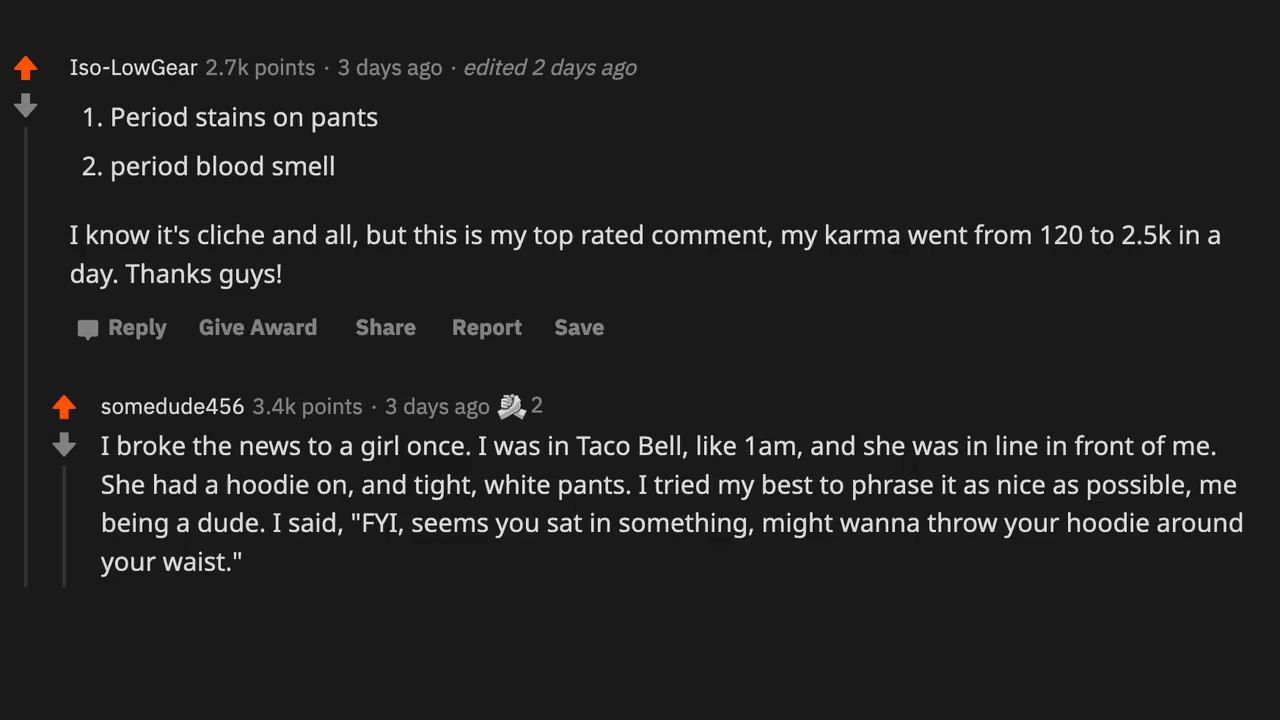 Iso-LowGear 2.7k points · 3 days ago · edited 2 days ago
1. Period stains on pants
2. period blood smell
I know it's cliche and all, but this is my top rated comment, my karma went from 120 to 2.5k in a
day. Thanks guys!
Reply Give Award Share Report Save
somedude456 3.4k points · 3 days ago 2
I broke the news to a girl once. I was in Taco Bell, like 1am, and she was in line in front of me.
She had a hoodie on, and tight, white pants. I tried my best to phrase it as nice as possible, me
being a dude. I said, "FYI, seems you sat in something, might wanna throw your hoodie around
your waist."